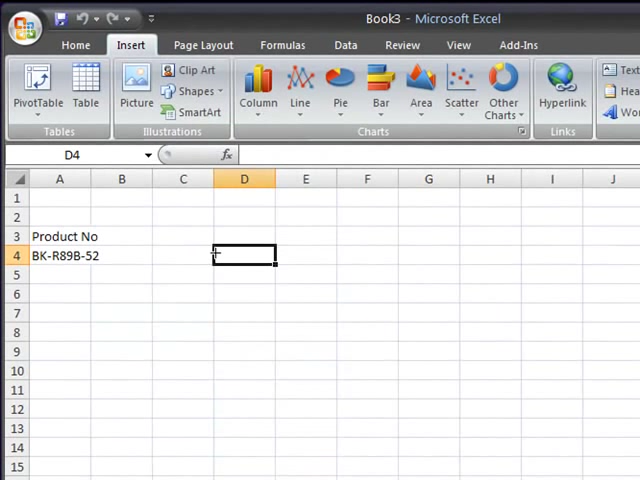 Book3 - Microsoft Excel
Home Insert Page Layout Formulas Data Review View Add-Ins
PivotTable Table Picture Clip Art Shapes SmartArt Column Line Pie Bar Area Scatter Other Charts Hyperlink Text
Tables Illustrations Charts Links
D4 fx
A B C D E F G H I J
1
2
3 Product No
4 BK-R89B-52
5
6
7
8
9
10
11
12
13
14
15